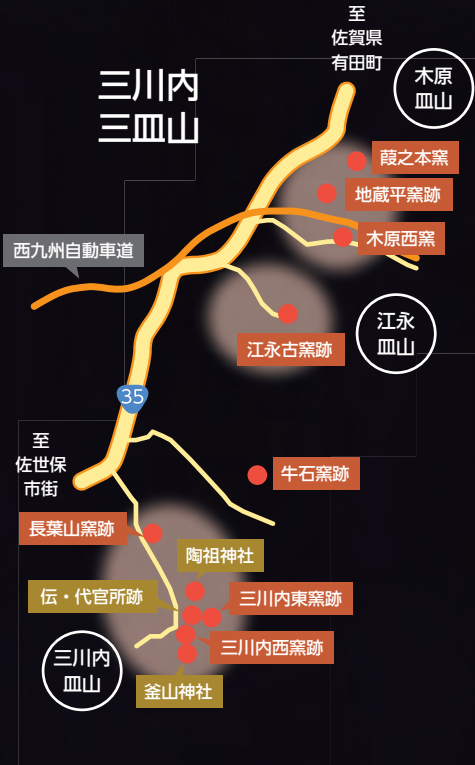 至
佐賀県
有田町
木原
皿山
三川内
三皿山
葭之本窯
地蔵平窯跡
木原西窯
西九州自動車道
江永
皿山
江永古窯跡
35
至
佐世保
市街
牛石窯跡
長葉山窯跡
陶祖神社
伝・代官所跡
三川内東窯跡
三川内西窯跡
三川内
皿山
釜山神社